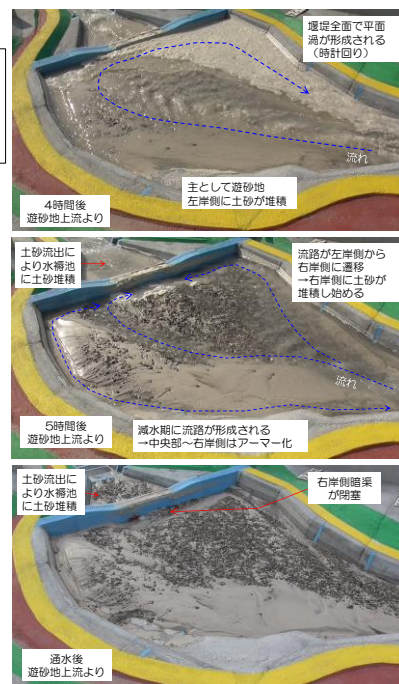 堰堤全面で平面
渦が形成される
（時計回り）
流れ
主として遊砂地
左岸側に土砂が堆積
4時間後
遊砂地上流より
土砂流出に
より水褥池
に土砂堆積
流路が左岸側から
右岸側に遷移
→右岸側に土砂が
堆積し始める
流れ
5時間後
遊砂地上流より
減水期に流路が形成される
→中央部～右岸側はアーマー化
土砂流出に
より水褥池
に土砂堆積
右岸側暗渠
が閉塞
通水後
遊砂地上流より